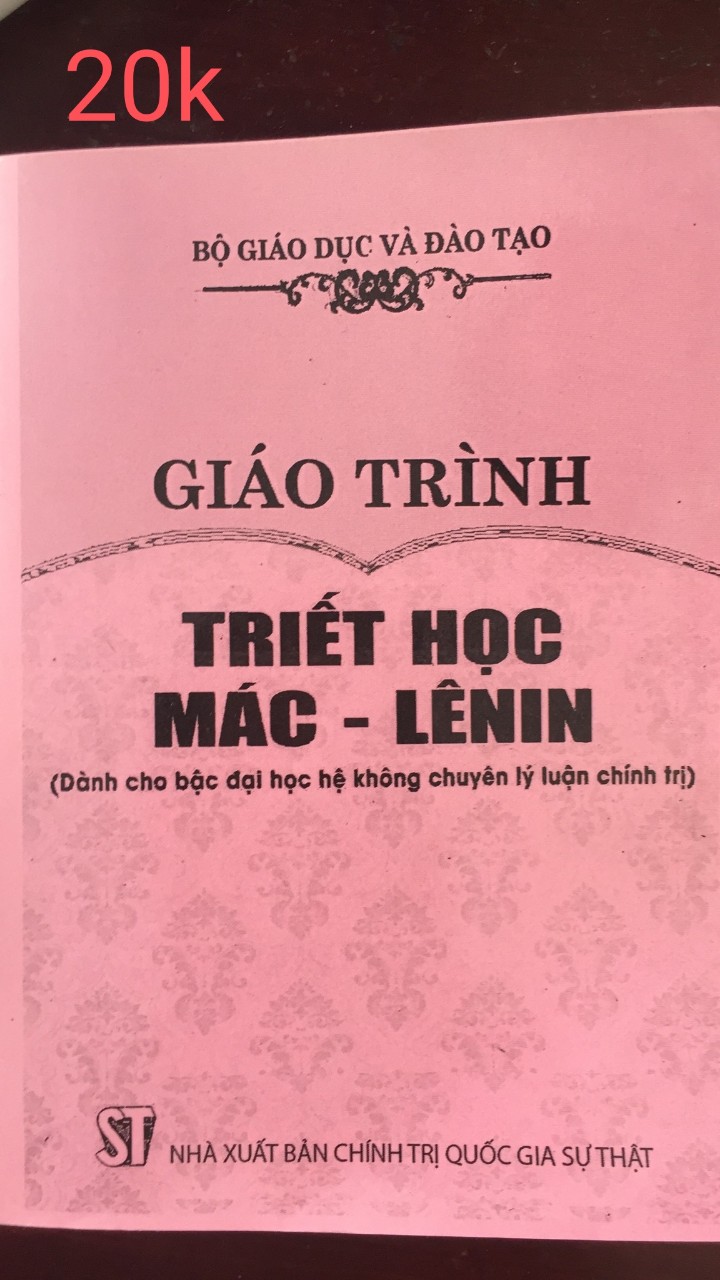 20k
BỘ GIÁO DỤC VÀ ĐÀO TẠO
GIÁO TRÌNH
TRIẾT HỌC
MÁC - LÊNIN
(Dành cho bậc đại học hệ không chuyên lý luận chính trị)
ST
NHÀ XUẤT BẢN CHÍNH TRỊ QUỐC GIA SỰ THẬT